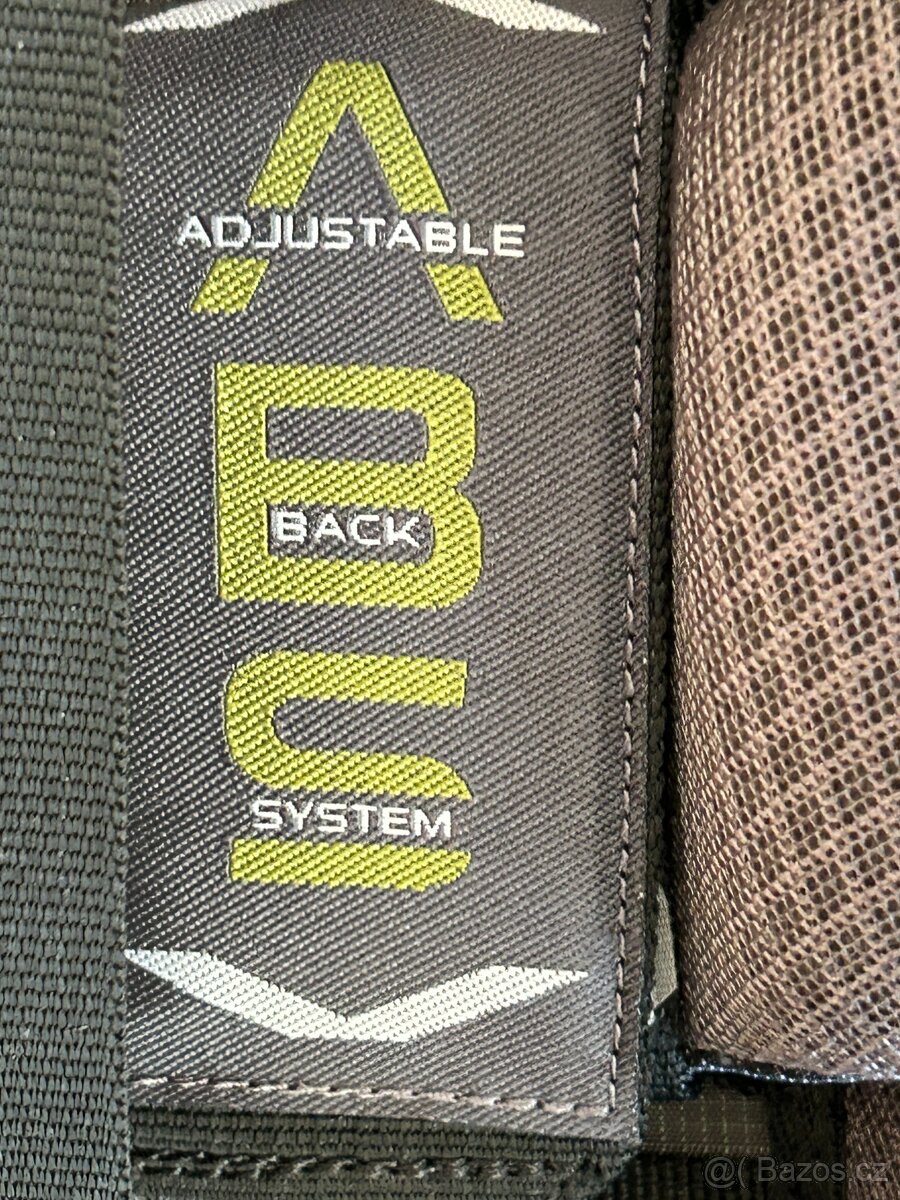 A
ADJUSTABLE
B
BACK
S
SYSTEM
@( Bazos.cz